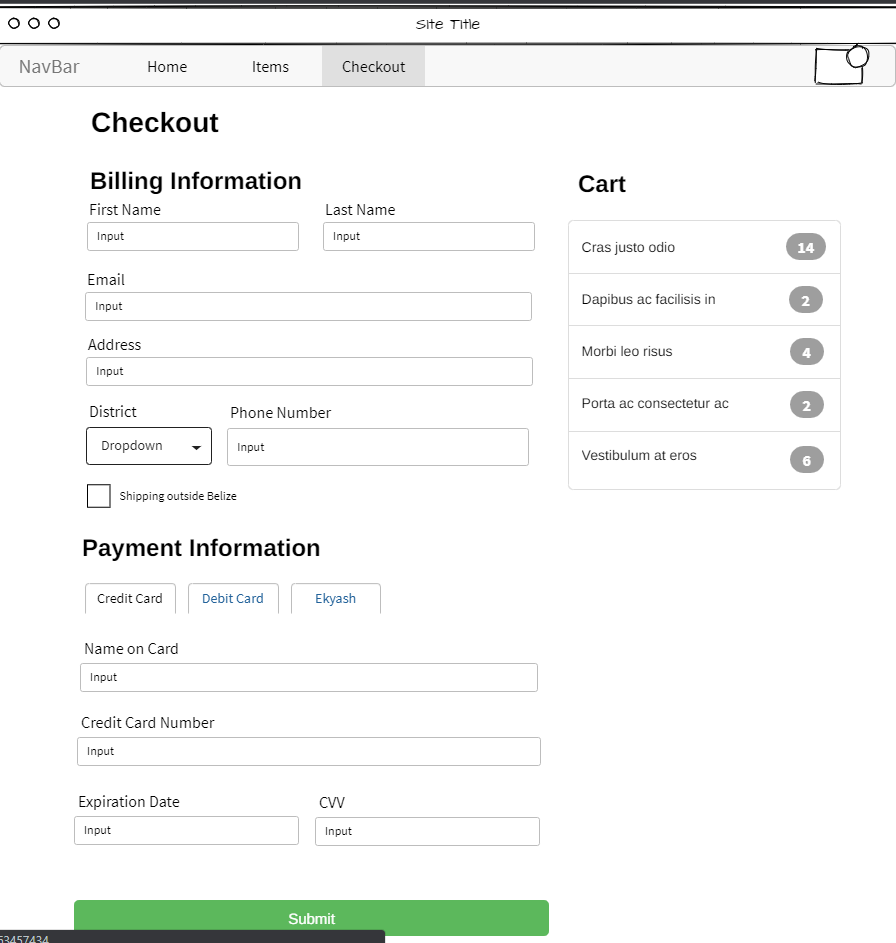 Site Title
NavBar Home Items Checkout
Checkout
Billing Information
First Name Last Name
Input Input
Email
Input
Address
Input
District Phone Number
Dropdown Input
Shipping outside Belize
Cart
Cras justo odio 14
Dapibus ac facilisis in 2
Morbi leo risus 4
Porta ac consectetur ac 2
Vestibulum at eros 6
Payment Information
Credit Card Debit Card Ekyash
Name on Card
Input
Credit Card Number
Input
Expiration Date CVV
Input Input
Submit
53457434